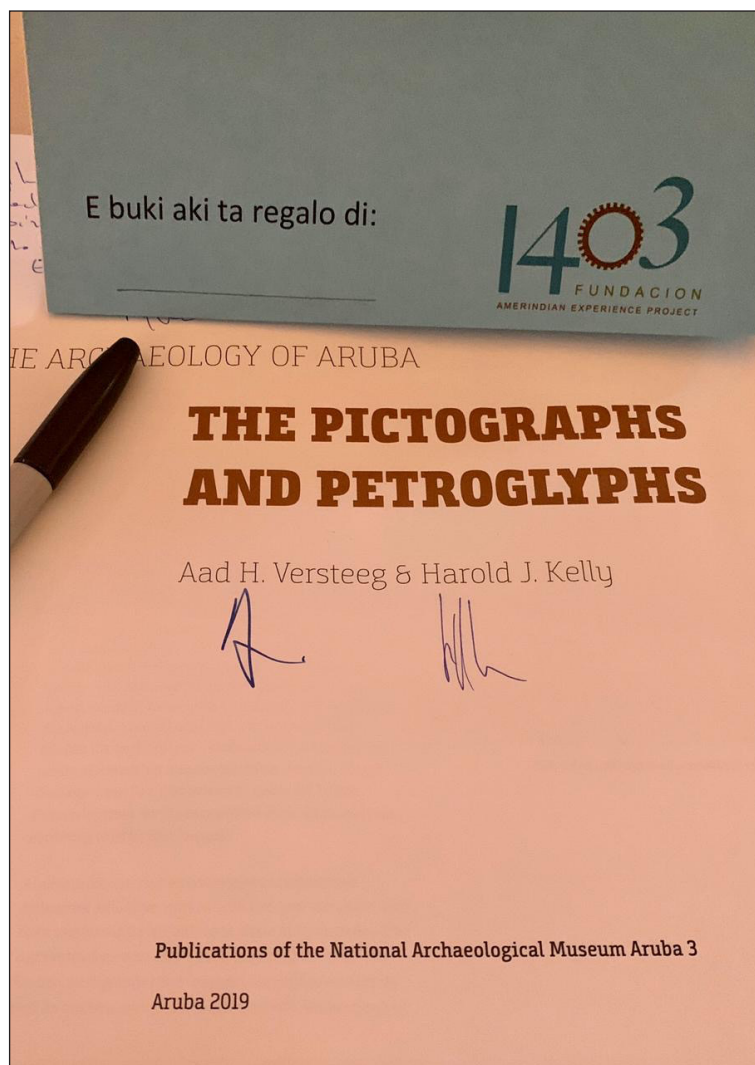 E buki aki ta regalo di:
1403
FUNDACION
AMERINDIAN EXPERIENCE PROJECT
ARCHAEOLOGY OF ARUBA
THE PICTOGRAPHS
AND PETROGLYPHS
Aad H. Versteeg & Harold J. Kelly
Publications of the National Archaeological Museum Aruba 3
Aruba 2019